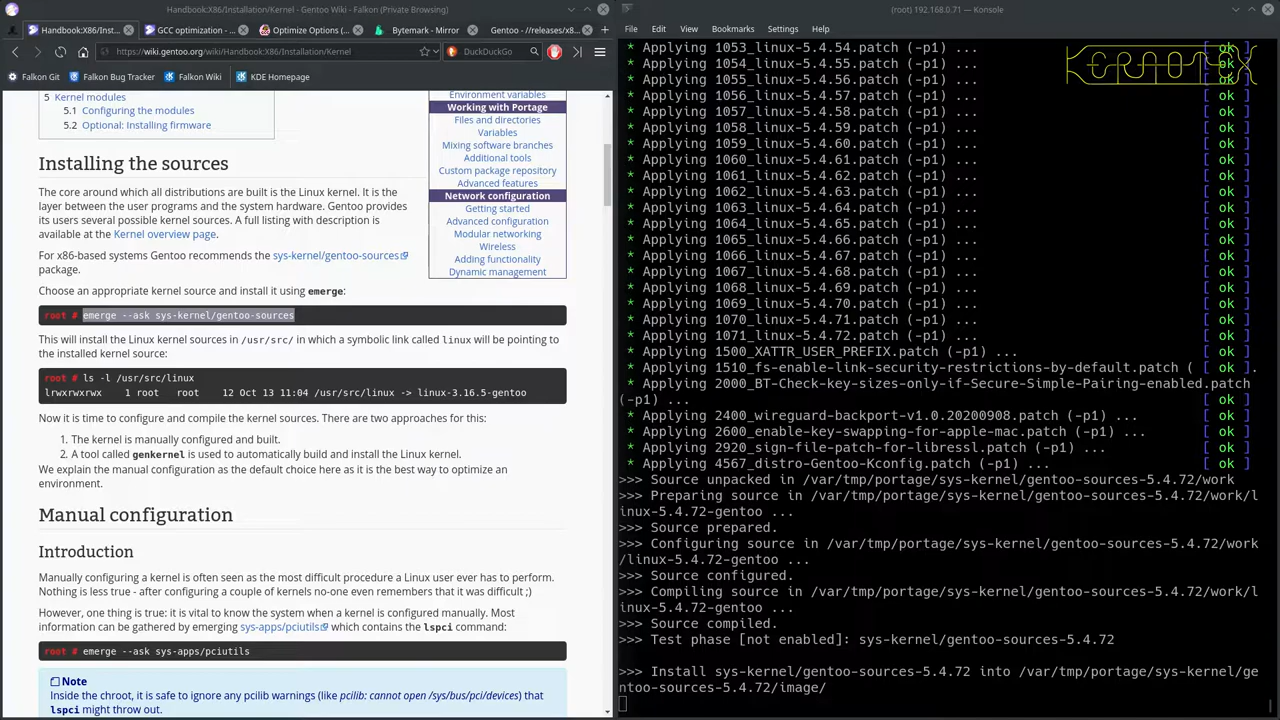 Handbook:X86/Installation/Kernel - Gentoo Wiki - Falkon (Private Browsing)
Handbook:X86/Inst...
GCC optimization - ...
Optimize Options (...
Bytemark - Mirror
Gentoo - //releases/x8...
https://wiki.gentoo.org/wiki/Handbook:X86/Installation/Kernel
DuckDuckGo
Falkon Git
Falkon Bug Tracker
Falkon Wiki
KDE Homepage
5 Kernel modules
5.1 Configuring the modules
5.2 Optional: Installing firmware
Environment variables
Working with Portage
Files and directories
Variables
Mixing software branches
Additional tools
Custom package repository
Advanced features
Network configuration
Getting started
Advanced configuration
Modular networking
Wireless
Adding functionality
Dynamic management
Installing the sources
The core around which all distributions are built is the Linux kernel. It is the
layer between the user programs and the system hardware. Gentoo provides
its users several possible kernel sources. A full listing with description is
available at the Kernel overview page.
For x86-based systems Gentoo recommends the sys-kernel/gentoo-sources
package.
Choose an appropriate kernel source and install it using emerge:
root # emerge --ask sys-kernel/gentoo-sources
This will install the Linux kernel sources in /usr/src/ in which a symbolic link called linux will be pointing to
the installed kernel source:
root # ls -l /usr/src/linux
lrwxrwxrwx    1 root   root    12 Oct 13 11:04 /usr/src/linux -> linux-3.16.5-gentoo
Now it is time to configure and compile the kernel sources. There are two approaches for this:
1. The kernel is manually configured and built.
2. A tool called genkernel is used to automatically build and install the Linux kernel.
We explain the manual configuration as the default choice here as it is the best way to optimize an
environment.
Manual configuration
Introduction
Manually configuring a kernel is often seen as the most difficult procedure a Linux user ever has to perform.
Nothing is less true - after configuring a couple of kernels no-one even remembers that it was difficult ;)
However, one thing is true: it is vital to know the system when a kernel is configured manually. Most
information can be gathered by emerging sys-apps/pciutils which contains the lspci command:
root # emerge --ask sys-apps/pciutils
Note
Inside the chroot, it is safe to ignore any pcilib warnings (like pcilib: cannot open /sys/bus/pci/devices) that
lspci might throw out.
(root) 192.168.0.71 — Konsole
File Edit View Bookmarks Settings Help
* Applying 1053_linux-5.4.54.patch (-p1) ... [ ok ]
* Applying 1054_linux-5.4.55.patch (-p1) ... [ ok ]
* Applying 1055_linux-5.4.56.patch (-p1) ... [ ok ]
* Applying 1056_linux-5.4.57.patch (-p1) ... [ ok ]
* Applying 1057_linux-5.4.58.patch (-p1) ... [ ok ]
* Applying 1058_linux-5.4.59.patch (-p1) ... [ ok ]
* Applying 1059_linux-5.4.60.patch (-p1) ... [ ok ]
* Applying 1060_linux-5.4.61.patch (-p1) ... [ ok ]
* Applying 1061_linux-5.4.62.patch (-p1) ... [ ok ]
* Applying 1062_linux-5.4.63.patch (-p1) ... [ ok ]
* Applying 1063_linux-5.4.64.patch (-p1) ... [ ok ]
* Applying 1064_linux-5.4.65.patch (-p1) ... [ ok ]
* Applying 1065_linux-5.4.66.patch (-p1) ... [ ok ]
* Applying 1066_linux-5.4.67.patch (-p1) ... [ ok ]
* Applying 1067_linux-5.4.68.patch (-p1) ... [ ok ]
* Applying 1068_linux-5.4.69.patch (-p1) ... [ ok ]
* Applying 1069_linux-5.4.70.patch (-p1) ... [ ok ]
* Applying 1070_linux-5.4.71.patch (-p1) ... [ ok ]
* Applying 1071_linux-5.4.72.patch (-p1) ... [ ok ]
* Applying 1500_XATTR_USER_PREFIX.patch (-p1) ... [ ok ]
* Applying 1510_fs-enable-link-security-restrictions-by-default.patch ( [ ok ].
* Applying 2000_BT-Check-key-sizes-only-if-Secure-Simple-Pairing-enabled.patch
(-p1) ... [ ok ]
* Applying 2400_wireguard-backport-v1.0.20200908.patch (-p1) ... [ ok ]
* Applying 2600_enable-key-swapping-for-apple-mac.patch (-p1) ... [ ok ]
* Applying 2920_sign-file-patch-for-libressl.patch (-p1) ... [ ok ]
* Applying 4567_distro-Gentoo-Kconfig.patch (-p1) ... [ ok ]
>>> Source unpacked in /var/tmp/portage/sys-kernel/gentoo-sources-5.4.72/work
>>> Preparing source in /var/tmp/portage/sys-kernel/gentoo-sources-5.4.72/work/l
inux-5.4.72-gentoo ...
>>> Source prepared.
>>> Configuring source in /var/tmp/portage/sys-kernel/gentoo-sources-5.4.72/work
/linux-5.4.72-gentoo ...
>>> Source configured.
>>> Compiling source in /var/tmp/portage/sys-kernel/gentoo-sources-5.4.72/work/l
inux-5.4.72-gentoo ...
>>> Source compiled.
>>> Test phase [not enabled]: sys-kernel/gentoo-sources-5.4.72
>>> Install sys-kernel/gentoo-sources-5.4.72 into /var/tmp/portage/sys-kernel/ge
ntoo-sources-5.4.72/image/